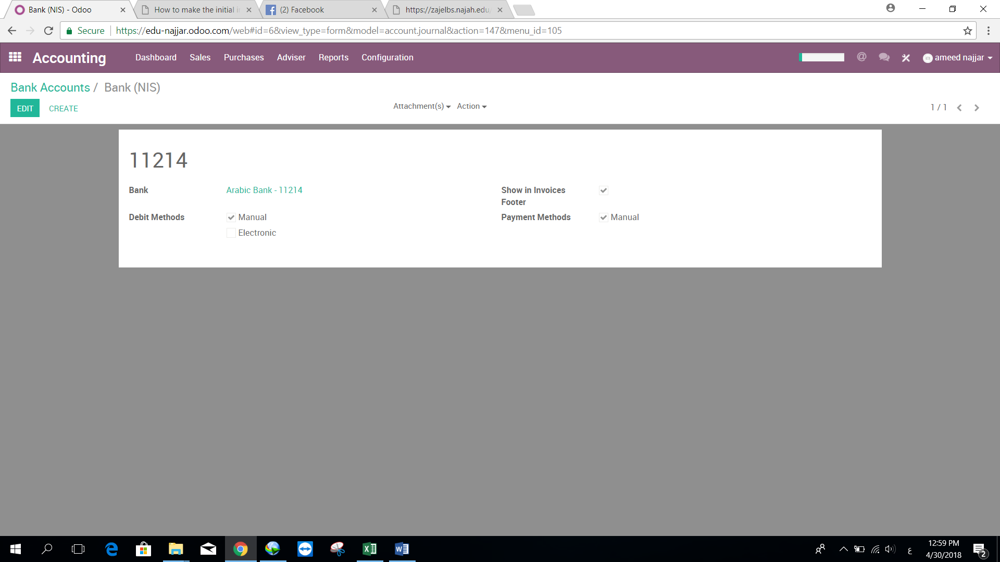 Bank (NIS) - Odoo
How to make the initial i
(2) Facebook
https://zajelbs.najah.edu
Secure
https://edu-najjar.odoo.com/web#id=6&view_type=form&model=account.journal&action=147&menu_id=105
Accounting
Dashboard
Sales
Purchases
Adviser
Reports
Configuration
@
ameed najjar
Bank Accounts / Bank (NIS)
EDIT
CREATE
Attachment(s)
Action
1 / 1
11214
Bank
Arabic Bank - 11214
Show in Invoices
Footer
Debit Methods
Manual
Electronic
Payment Methods
Manual
ع
12:59 PM
4/30/2018
2